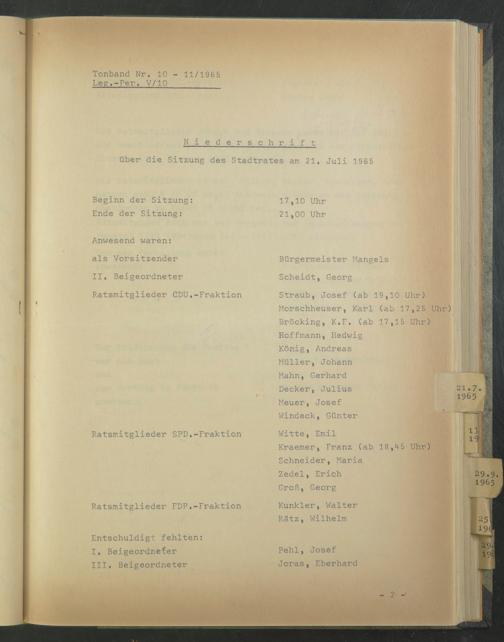 Tonband Nr. 10 - 11/1965
Leg.-Per. V/10
Niederschrift
über die Sitzung des Stadtrates am 21. Juli 1965
Beginn der Sitzung: 17,10 Uhr
Ende der Sitzung: 21,00 Uhr
Anwesend waren:
als Vorsitzender Bürgermeister Mangels
II. Beigeordneter Scheidt, Georg
Ratsmitglieder CDU.-Fraktion Straub, Josef (ab 19,10 Uhr)
Morschheuser, Karl (ab 17,25 Uhr)
Bröcking, K.F. (ab 17,15 Uhr)
Hoffmann, Hedwig
König, Andreas
Müller, Johann
Mahn, Gerhard
Decker, Julius
Meuer, Josef
Windeck, Günter
Ratsmitglieder SPD.-Fraktion Witte, Emil
Kraemer, Franz (ab 18,45 Uhr)
Schneider, Maria
Zedel, Erich
Groß, Georg
Ratsmitglieder FDP.-Fraktion Kunkler, Walter
Rätz, Wilhelm
Entschuldigt fehlten:
I. Beigeordneter Pehl, Josef
III. Beigeordneter Joras, Eberhard
- 2 -
21.7.
1965
29.9.
1965